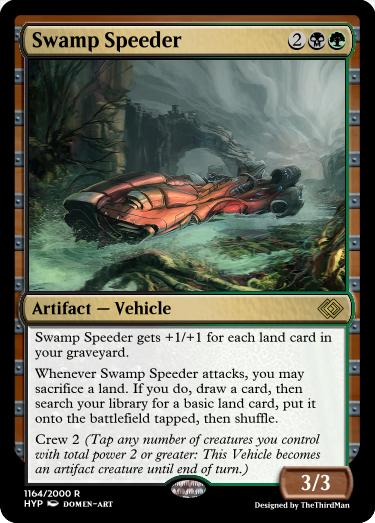 Swamp Speeder 2
Artifact — Vehicle
Swamp Speeder gets +1/+1 for each land card in
your graveyard.
Whenever Swamp Speeder attacks, you may
sacrifice a land. If you do, draw a card, then
search your library for a basic land card, put it
onto the battlefield tapped, then shuffle.
Crew 2 (Tap any number of creatures you control
with total power 2 or greater: This Vehicle becomes
an artifact creature until end of turn.)
3/3
1164/2000 R
HYP DOMEN-ART
Designed by TheThirdMan